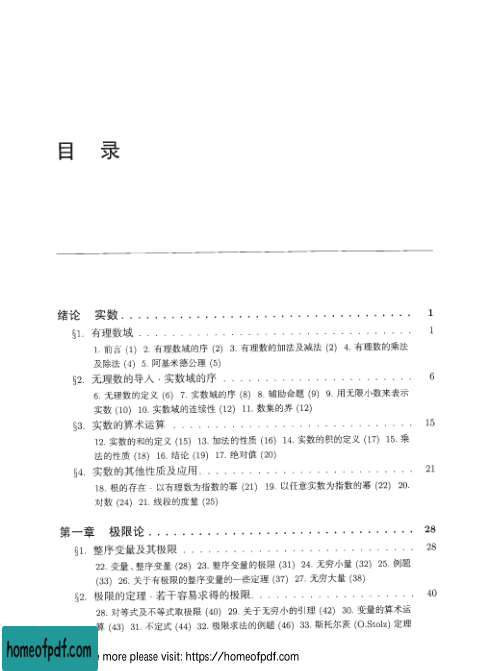 目 录
绪论 实数 . . . . . . . . . . . . . . . . . . . . . . . . . . . . . . . . . . . 1
§1. 有理数域 . . . . . . . . . . . . . . . . . . . . . . . . . . . . . . . 1
1. 前言 (1) 2. 有理数域的序 (2) 3. 有理数的加法及减法 (2) 4. 有理数的乘法
及除法 (4) 5. 阿基米德公理 (5)
§2. 无理数的导入 · 实数域的序 . . . . . . . . . . . . . . . . . . . . . . 6
6. 无理数的定义 (6) 7. 实数域的序 (8) 8. 辅助命题 (9) 9. 用无限小数来表示
实数 (10) 10. 实数域的连续性 (12) 11. 数集的界 (12)
§3. 实数的算术运算 . . . . . . . . . . . . . . . . . . . . . . . . . . . 15
12. 实数的和的定义 (15) 13. 加法的性质 (16) 14. 实数的积的定义 (17) 15. 乘
法的性质 (18) 16. 结论 (19) 17. 绝对值 (20)
§4. 实数的其他性质及应用 . . . . . . . . . . . . . . . . . . . . . . . . 21
18. 根的存在 · 以有理数为指数的幂 (21) 19. 以任意实数为指数的幂 (22) 20.
对数 (24) 21. 线段的度量 (25)
第一章 极限论 . . . . . . . . . . . . . . . . . . . . . . . . . . . . . . . . 28
§1. 整序变量及其极限 . . . . . . . . . . . . . . . . . . . . . . . . . . 28
22. 变量、整序变量 (28) 23. 整序变量的极限 (31) 24. 无穷小量 (32) 25. 例题
(33) 26. 关于有极限的整序变量的一些定理 (37) 27. 无穷大量 (38)
§2. 极限的定理 · 若干容易求得的极限 . . . . . . . . . . . . . . . . . . . 40
28. 对等式及不等式取极限 (40) 29. 关于无穷小的引理 (42) 30. 变量的算术运
算 (43) 31. 不定式 (44) 32. 极限求法的例题 (46) 33. 斯托尔茨 (O.Stolz) 定理
homeofpdf.com
more please visit: https://homeofpdf.com